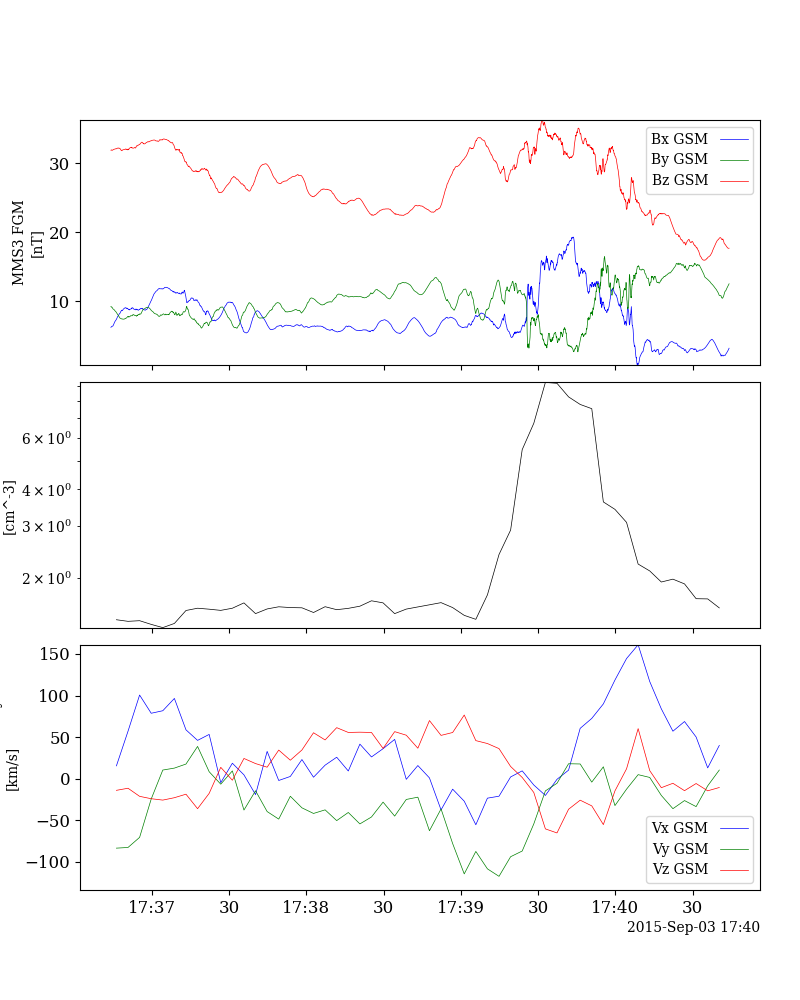 MMS3 FGM
[nT]
30
20
10
Bx GSM
By GSM
Bz GSM
[cm^-3]
6 × 10⁰
4 × 10⁰
3 × 10⁰
2 × 10⁰
[km/s]
150
100
50
0
−50
−100
Vx GSM
Vy GSM
Vz GSM
17:37 30 17:38 30 17:39 30 17:40 30
2015-Sep-03 17:40